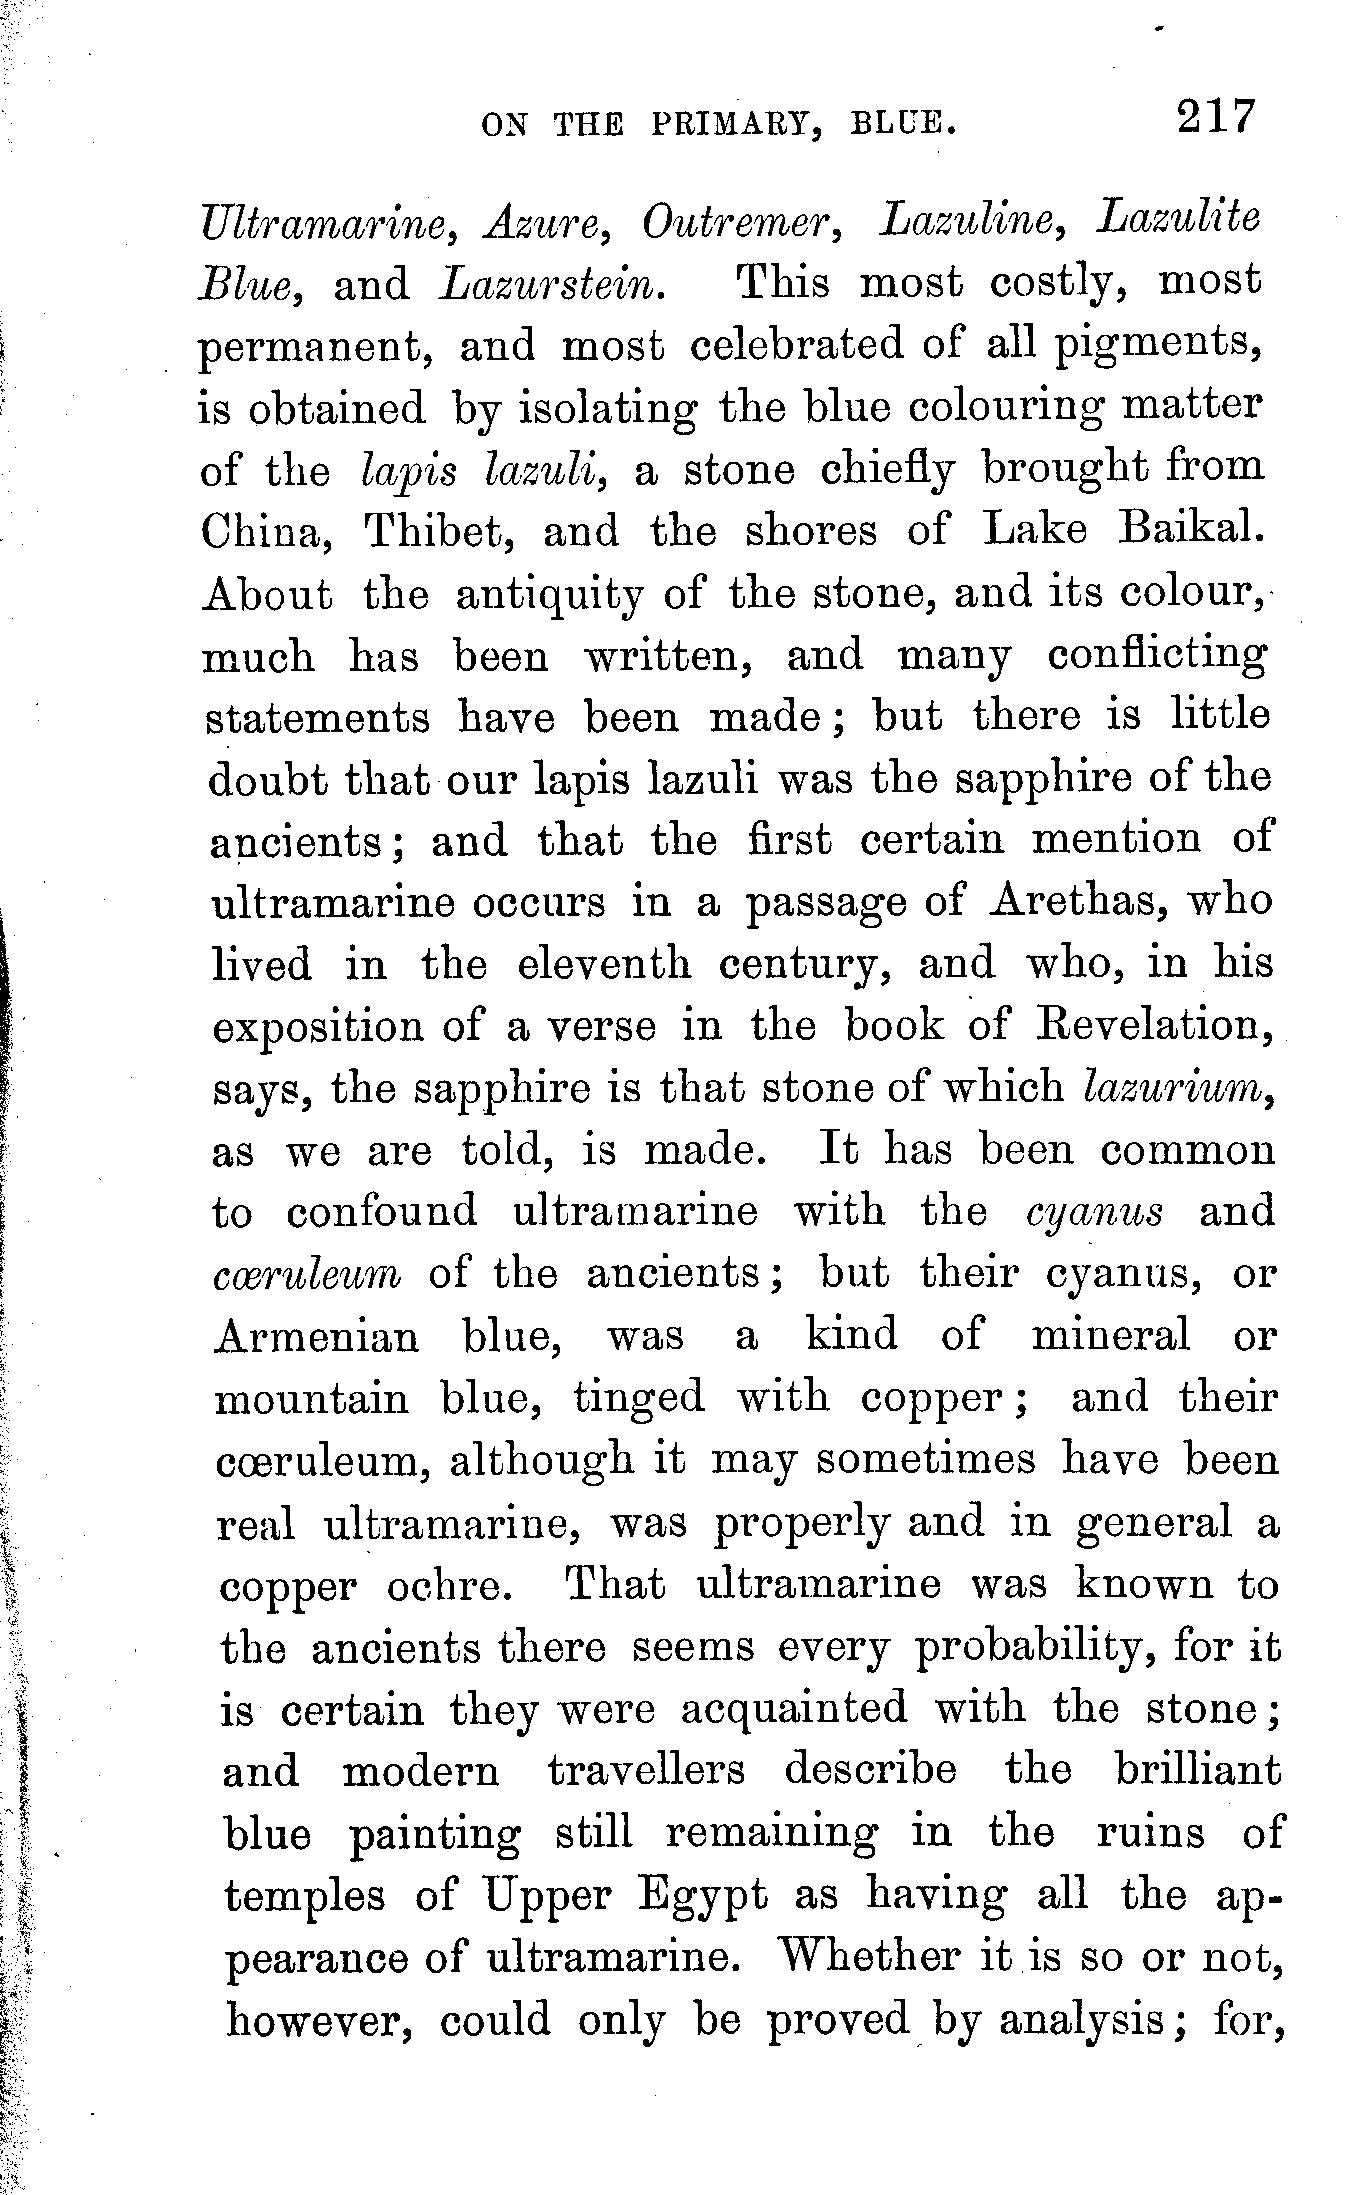 ON THE PRIMARY, BLUE. 217
Ultramarine, Azure, Outremer, Lazuline, Lazulite
Blue, and Lazurstein. This most costly, most
permanent, and most celebrated of all pigments,
is obtained by isolating the blue colouring matter
of the lapis lazuli, a stone chiefly brought from
China, Thibet, and the shores of Lake Baikal.
About the antiquity of the stone, and its colour,
much has been written, and many conflicting
statements have been made; but there is little
doubt that our lapis lazuli was the sapphire of the
ancients; and that the first certain mention of
ultramarine occurs in a passage of Arethas, who
lived in the eleventh century, and who, in his
exposition of a verse in the book of Revelation,
says, the sapphire is that stone of which lazurium,
as we are told, is made. It has been common
to confound ultramarine with the cyanus and
cœruleum of the ancients; but their cyanus, or
Armenian blue, was a kind of mineral or
mountain blue, tinged with copper; and their
cœruleum, although it may sometimes have been
real ultramarine, was properly and in general a
copper ochre. That ultramarine was known to
the ancients there seems every probability, for it
is certain they were acquainted with the stone;
and modern travellers describe the brilliant
blue painting still remaining in the ruins of
temples of Upper Egypt as having all the ap-
pearance of ultramarine. Whether it is so or not,
however, could only be proved by analysis; for,